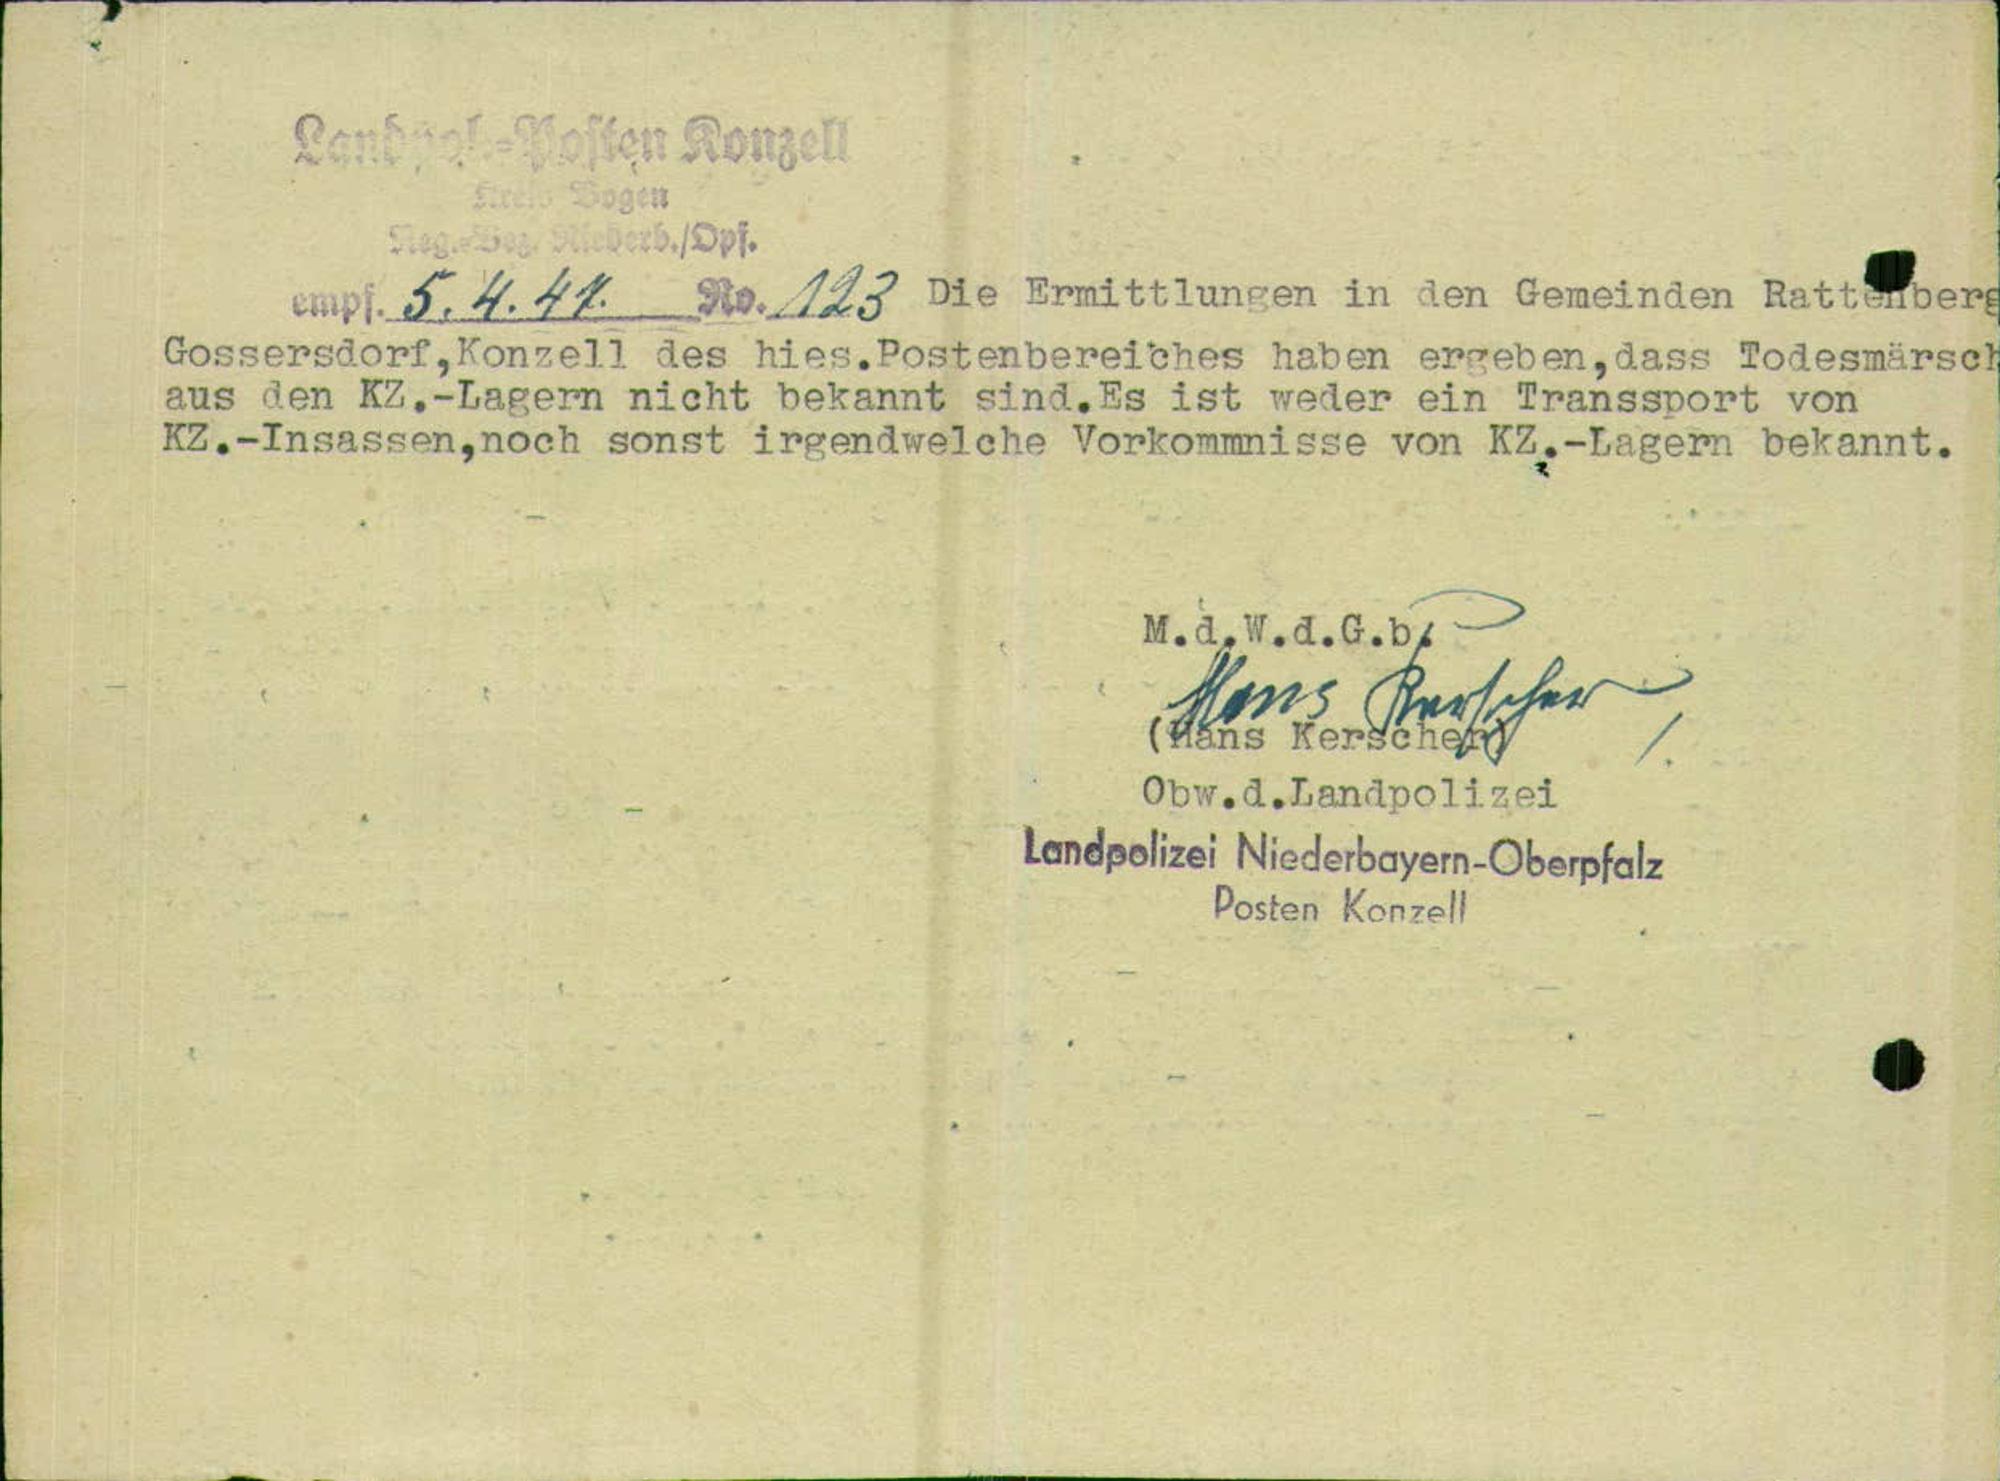 Landpol.-Posten Konzell
Kreis Bogen
Reg.-Bez. Niederb./Opf.
empf. 5.4.47. No. 123 Die Ermittlungen in den Gemeinden Rattenberg
Gossersdorf,Konzell des hies.Postenbereiches haben ergeben,dass Todesmärsch
aus den KZ.-Lagern nicht bekannt sind.Es ist weder ein Transsport von
KZ.-Insassen,noch sonst irgendwelche Vorkommnisse von KZ.-Lagern bekannt.
M.d.W.d.G.b.
Hans Kerscher
(Hans Kerscher)
Obw.d.Landpolizei
Landpolizei Niederbayern-Oberpfalz
Posten Konzell